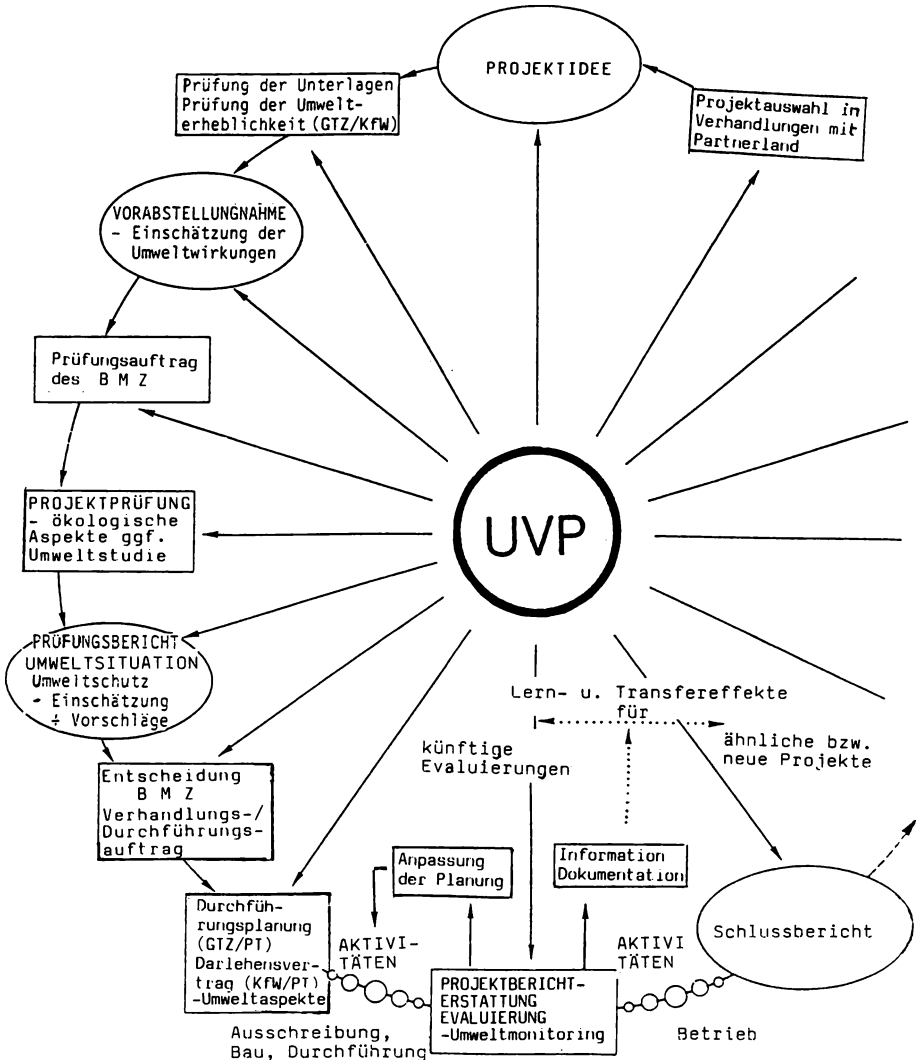 PROJEKTIDEE
Prüfung der Unterlagen
Prüfung der Umwelt-
erheblichkeit (GTZ/KfW)
Projektauswahl in
Verhandlungen mit
Partnerland
VORABSTELLUNGNAHME
- Einschätzung der
Umweltwirkungen
Prüfungsauftrag
des B M Z
PROJEKTPRÜFUNG
- ökologische
Aspekte ggf.
Umweltstudie
UVP
PRÜFUNGSBERICHT
UMWELTSITUATION
Umweltschutz
- Einschätzung
÷ Vorschläge
Lern- u. Transfereffekte
für
künftige
Evaluierungen
ähnliche bzw.
neue Projekte
Entscheidung
B M Z
Verhandlungs-/
Durchführungs-
auftrag
Anpassung
der Planung
Information
Dokumentation
Durchfüh-
rungsplanung
(GTZ/PT)
Darlehensver-
trag (KfW/PT)
-Umweltaspekte
AKTIVI-
TÄTEN
PROJEKTBERICHT-
ERSTATTUNG
EVALUIERUNG
-Umweltmonitoring
AKTIVI
TÄTEN
Schlussbericht
Ausschreibung,
Bau, Durchführung
Betrieb